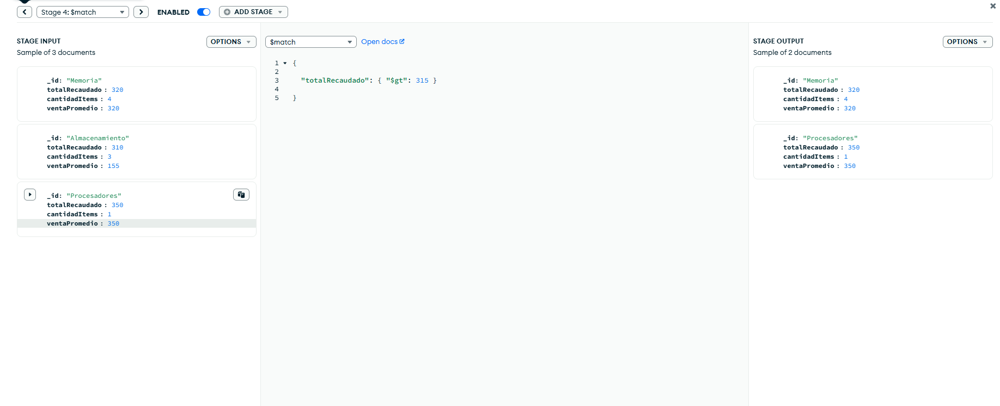 Stage 4: $match
ENABLED
ADD STAGE
STAGE INPUT
OPTIONS
Sample of 3 documents
_id: "Memoria"
totalRecaudado : 320
cantidadItems : 4
ventaPromedio : 320
_id: "Almacenamiento"
totalRecaudado : 310
cantidadItems : 3
ventaPromedio : 155
_id: "Procesadores"
totalRecaudado : 350
cantidadItems : 1
ventaPromedio : 350
$match
Open docs
1 {
2
3 "totalRecaudado": { "$gt": 315 }
4
5 }
STAGE OUTPUT
OPTIONS
Sample of 2 documents
_id: "Memoria"
totalRecaudado : 320
cantidadItems : 4
ventaPromedio : 320
_id: "Procesadores"
totalRecaudado : 350
cantidadItems : 1
ventaPromedio : 350